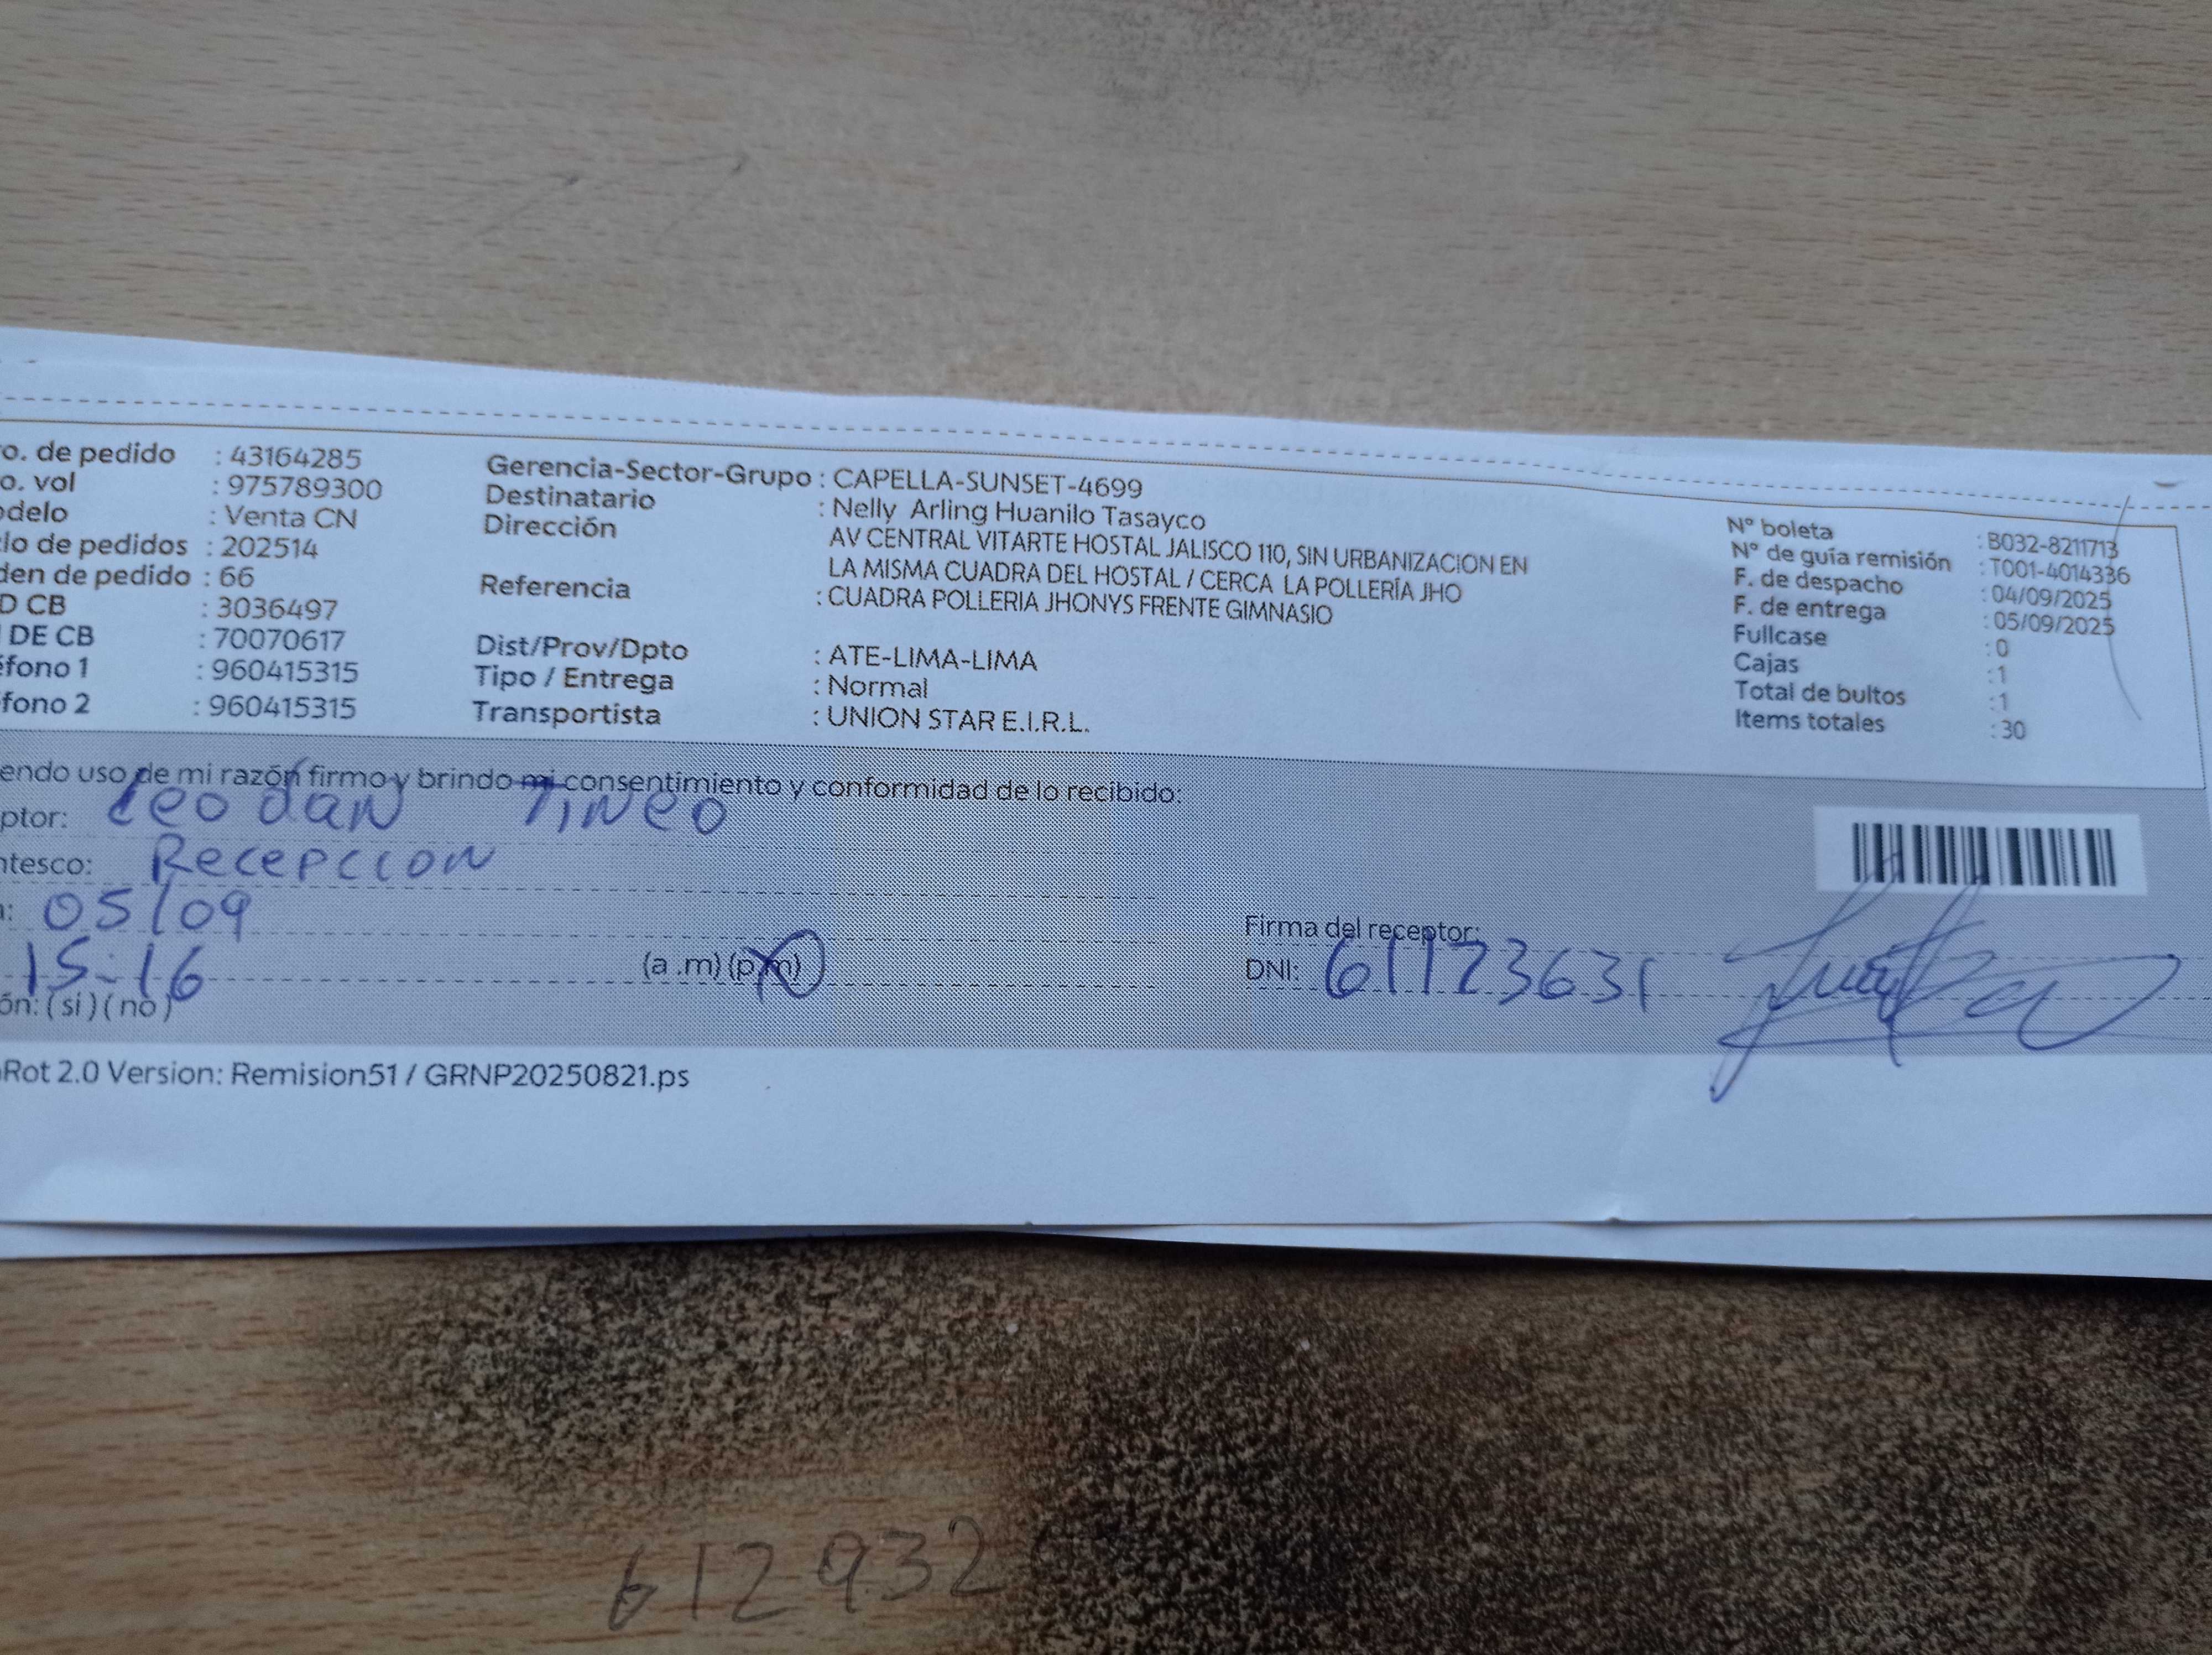 o. de pedido : 43164285
o. vol : 975789300
odelo : Venta CN
lo de pedidos : 202514
den de pedido : 66
D CB : 3036497
DE CB : 70070617
éfono 1 : 960415315
fono 2 : 960415315
Gerencia-Sector-Grupo : CAPELLA-SUNSET-4699
Destinatario : Nelly Arling Huanilo Tasayco
Dirección AV CENTRAL VITARTE HOSTAL JALISCO 110, SIN URBANIZACION EN
LA MISMA CUADRA DEL HOSTAL / CERCA LA POLLERÍA JHO
Referencia : CUADRA POLLERIA JHONYS FRENTE GIMNASIO
Dist/Prov/Dpto : ATE-LIMA-LIMA
Tipo / Entrega : Normal
Transportista : UNION STAR E.I.R.L.
N° boleta : B032-8211713
N° de guía remisión : T001-4014336
F. de despacho : 04/09/2025
F. de entrega : 05/09/2025
Fullcase : 0
Cajas : 1
Total de bultos : 1
Items totales : 30
endo uso de mi razón firmo y brindo mi consentimiento y conformidad de lo recibido:
ptor: Leodan Tineo
ntesco: Recepccion
a: 05/09
15-16 (a .m) (p.m)
ón: ( sí ) ( no )
Firma del receptor:
DNI: 61123631
Rot 2.0 Version: Remision51 / GRNP20250821.ps
612932